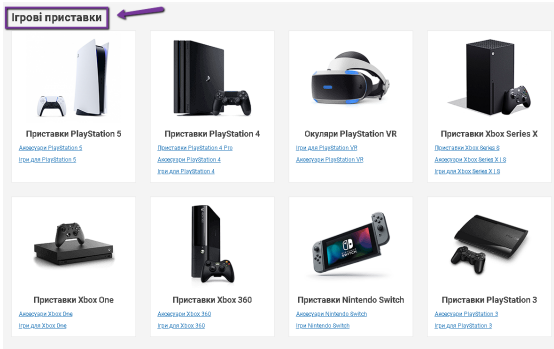 Ігрові приставки
Приставки PlayStation 5
Аксесуари PlayStation 5
Ігри для PlayStation 5
Приставки PlayStation 4
Приставки PlayStation 4 Pro
Аксесуари PlayStation 4
Ігри для PlayStation 4
Окуляри PlayStation VR
Ігри для PlayStation VR
Аксесуари PlayStation VR
Приставки Xbox Series X
Приставки Xbox Series S
Аксесуари Xbox Series X | S
Ігри для Xbox Series X | S
Приставки Xbox One
Аксесуари Xbox One
Ігри для Xbox One
Приставки Xbox 360
Аксесуари Xbox 360
Ігри для Xbox 360
SWITCH
Приставки Nintendo Switch
Аксесуари Nintendo Switch
Ігри Nintendo Switch
Приставки PlayStation 3
Аксесуари PlayStation 3
Ігри для PlayStation 3